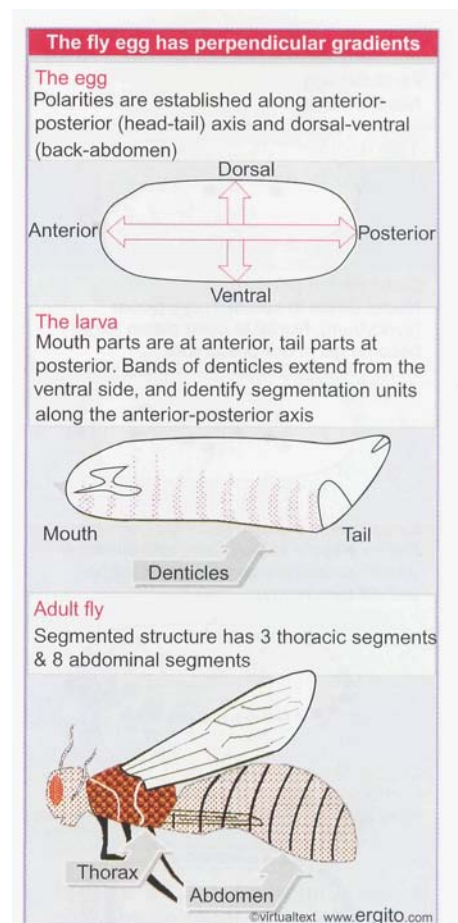 The fly egg has perpendicular gradients
The egg
Polarities are established along anterior-
posterior (head-tail) axis and dorsal-ventral
(back-abdomen)
Dorsal
Anterior
Posterior
Ventral
The larva
Mouth parts are at anterior, tail parts at
posterior. Bands of denticles extend from the
ventral side, and identify segmentation units
along the anterior-posterior axis
Mouth
Tail
Denticles
Adult fly
Segmented structure has 3 thoracic segments
& 8 abdominal segments
Thorax
Abdomen
©virtualtext www.ergito.com